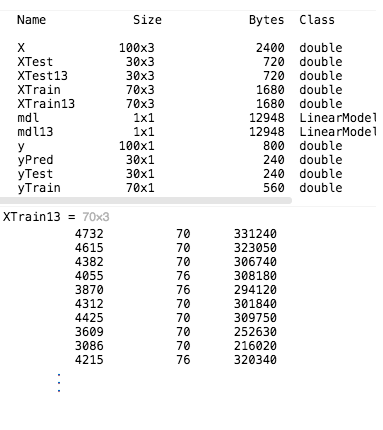 Name Size Bytes Class
X 100x3 2400 double
XTest 30x3 720 double
XTest13 30x3 720 double
XTrain 70x3 1680 double
XTrain13 70x3 1680 double
mdl 1x1 12948 LinearModel
mdl13 1x1 12948 LinearModel
y 100x1 800 double
yPred 30x1 240 double
yTest 30x1 240 double
yTrain 70x1 560 double
XTrain13 = 70x3
4732 70 331240
4615 70 323050
4382 70 306740
4055 76 308180
3870 76 294120
4312 70 301840
4425 70 309750
3609 70 252630
3086 70 216020
4215 76 320340
⋮